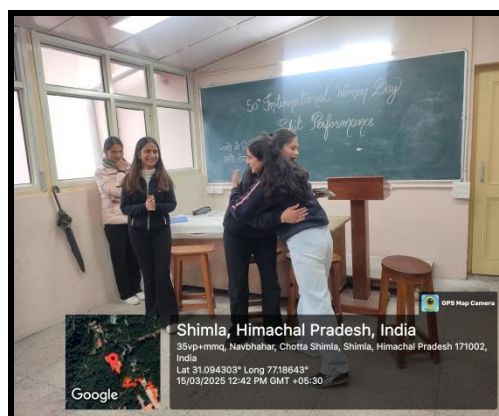 50th International Women Day
Skit Performance
GPS Map Camera
Shimla, Himachal Pradesh, India
35vp+mmq, Navbhahar, Chotta Shimla, Shimla, Himachal Pradesh 171002,
India
Lat 31.094303° Long 77.18643°
15/03/2025 12:42 PM GMT +05:30
Google